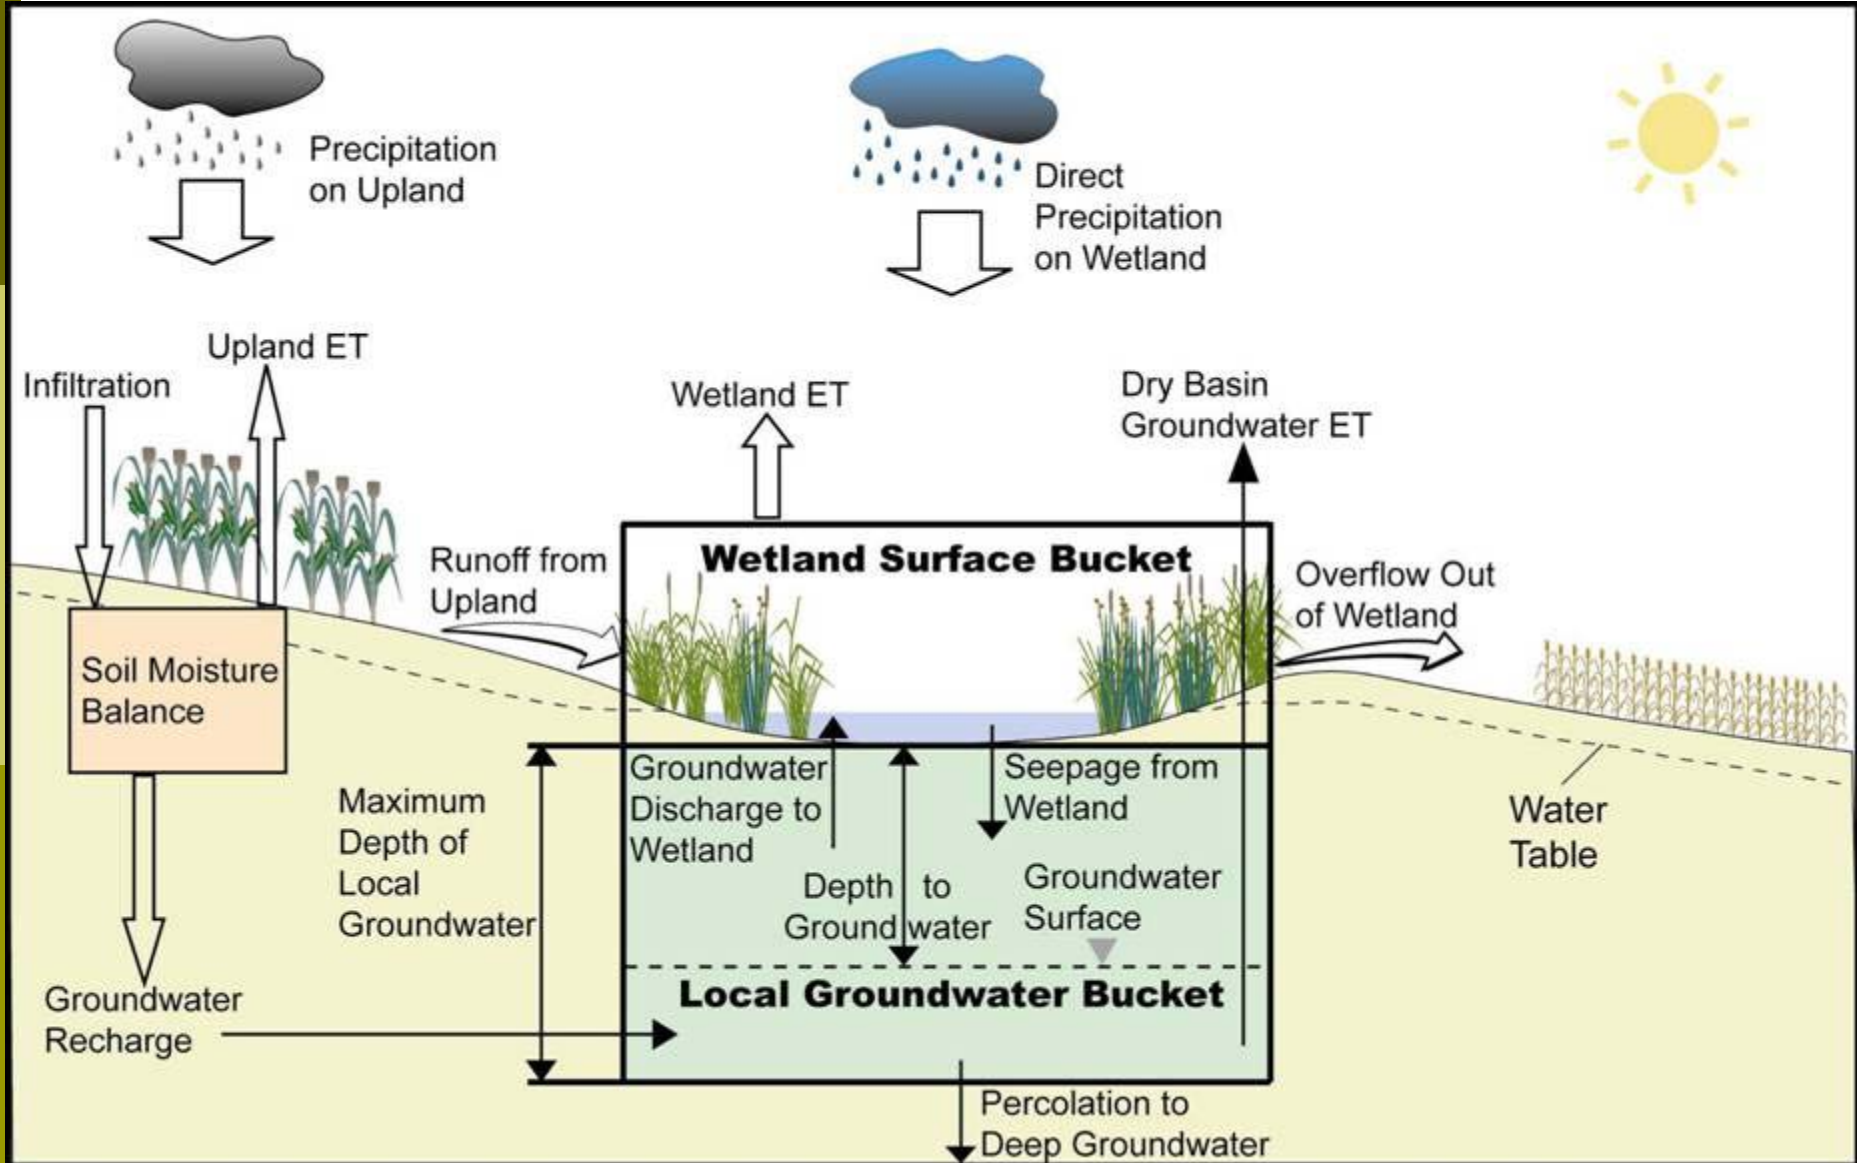 Precipitation
on Upland
Direct
Precipitation
on Wetland
Upland ET
Infiltration
Wetland ET
Dry Basin
Groundwater ET
Runoff from
Upland
Wetland Surface Bucket
Overflow Out
of Wetland
Soil Moisture
Balance
Maximum
Depth of
Local
Groundwater
Groundwater
Discharge to
Wetland
Seepage from
Wetland
Depth to
Ground water
Groundwater
Surface
Water
Table
Local Groundwater Bucket
Groundwater
Recharge
Percolation to
Deep Groundwater